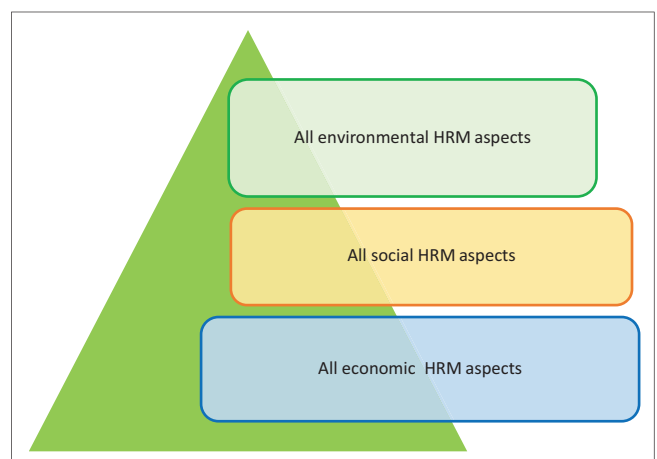 All environmental HRM aspects
All social HRM aspects
All economic  HRM aspects